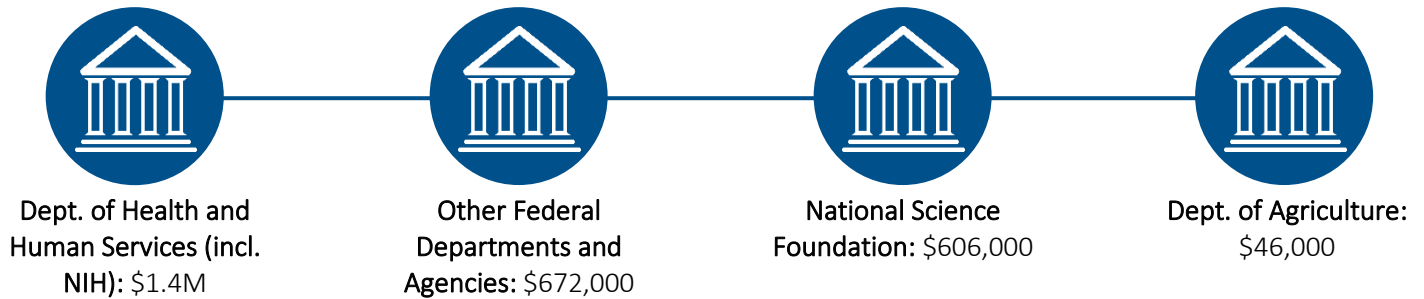 Dept. of Health and
Human Services (incl.
NIH): $1.4M
Other Federal
Departments and
Agencies: $672,000
National Science
Foundation: $606,000
Dept. of Agriculture:
$46,000